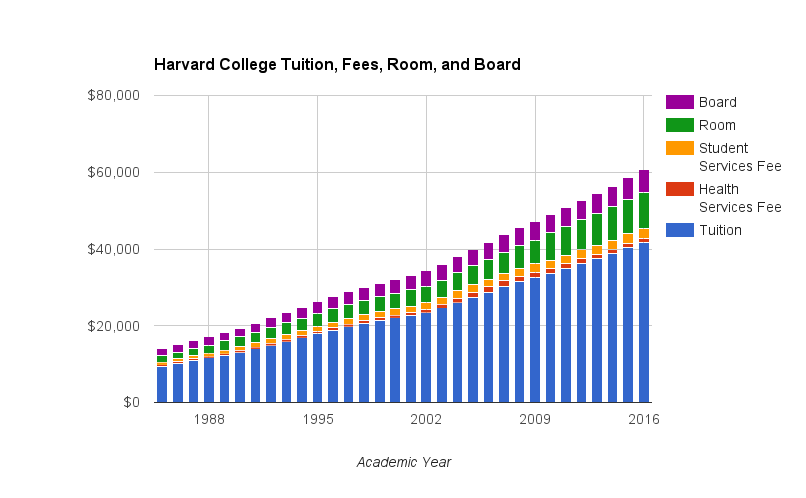 Harvard College Tuition, Fees, Room, and Board
$80,000
$60,000
$40,000
$20,000
$0
1988
1995
2002
2009
2016
Academic Year
Board
Room
Student
Services Fee
Health
Services Fee
Tuition